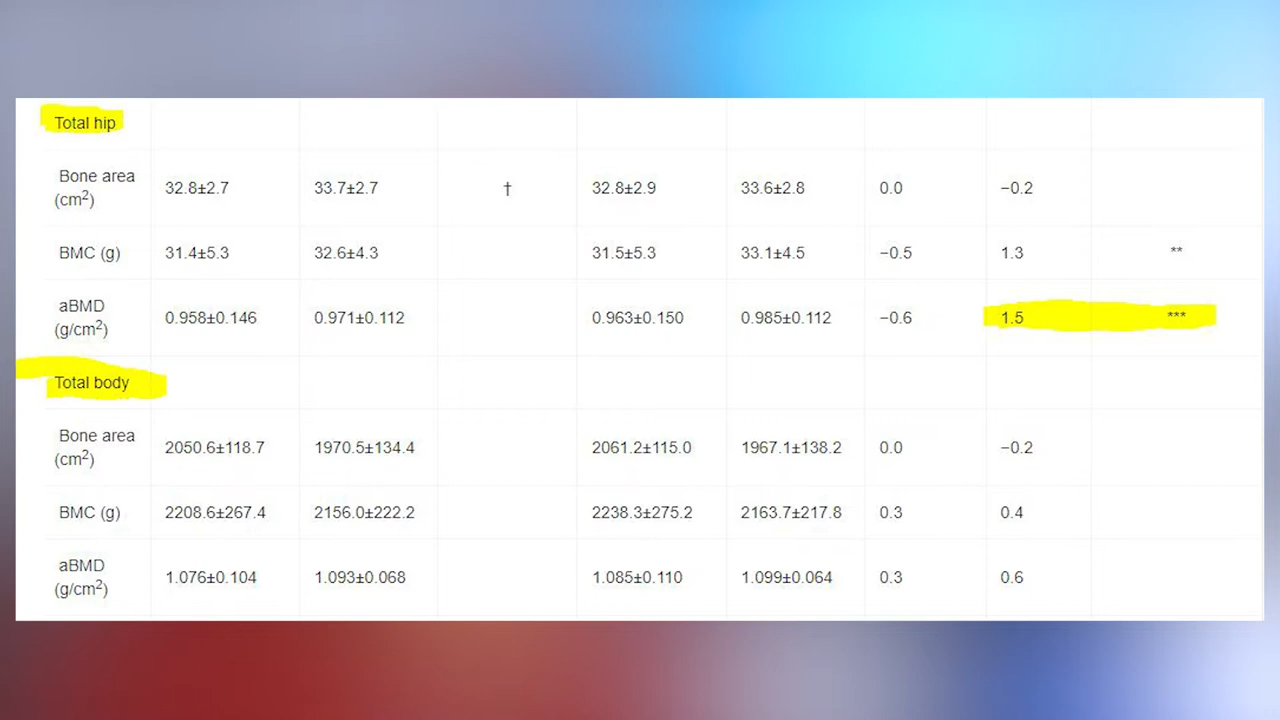 Total hip
Bone area (cm²) 32.8±2.7 33.7±2.7 † 32.8±2.9 33.6±2.8 0.0 −0.2
BMC (g) 31.4±5.3 32.6±4.3 31.5±5.3 33.1±4.5 −0.5 1.3 **
aBMD (g/cm²) 0.958±0.146 0.971±0.112 0.963±0.150 0.985±0.112 −0.6 1.5 ***
Total body
Bone area (cm²) 2050.6±118.7 1970.5±134.4 2061.2±115.0 1967.1±138.2 0.0 −0.2
BMC (g) 2208.6±267.4 2156.0±222.2 2238.3±275.2 2163.7±217.8 0.3 0.4
aBMD (g/cm²) 1.076±0.104 1.093±0.068 1.085±0.110 1.099±0.064 0.3 0.6